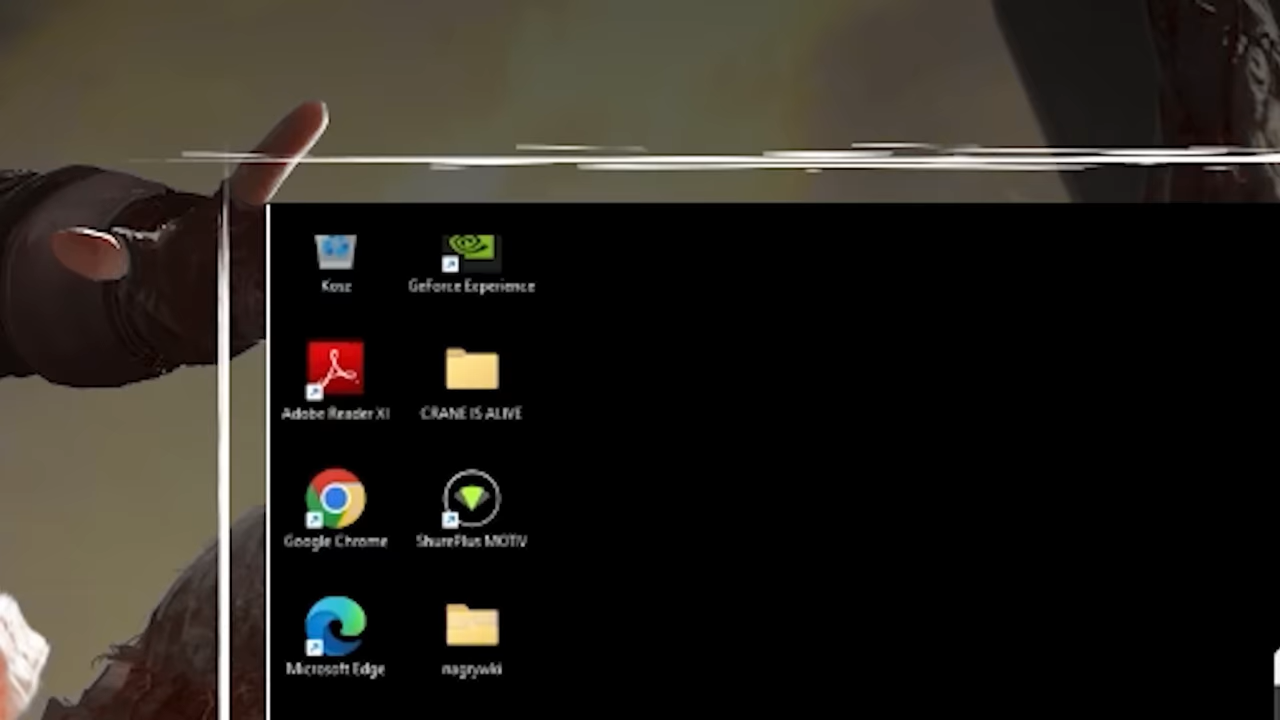 Kosz
GeForce Experience
Adobe Reader XI
CRANE IS ALIVE
Google Chrome
ShurePlus MOTIV
Microsoft Edge
nagrywki